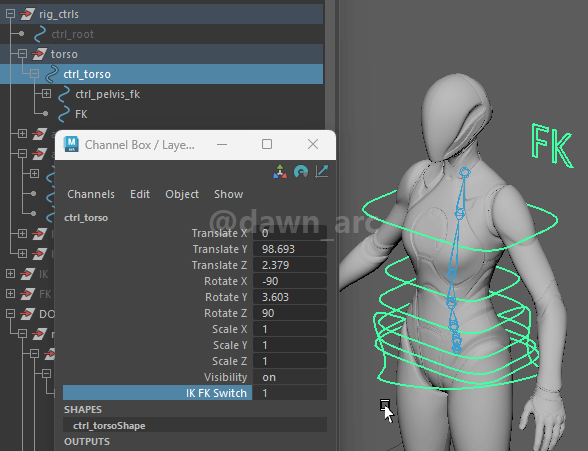 rig_ctrls
ctrl_root
torso
ctrl_torso
ctrl_pelvis_fk
FK
Channel Box / Laye...
Channels Edit Object Show
ctrl_torso
@dawn_arc
Translate X 0
Translate Y 98.693
Translate Z 2.379
Rotate X -90
Rotate Y 3.603
Rotate Z 90
Scale X 1
Scale Y 1
Scale Z 1
Visibility on
IK FK Switch 1
SHAPES
ctrl_torsoShape
OUTPUTS
IK
FK
DO
FK